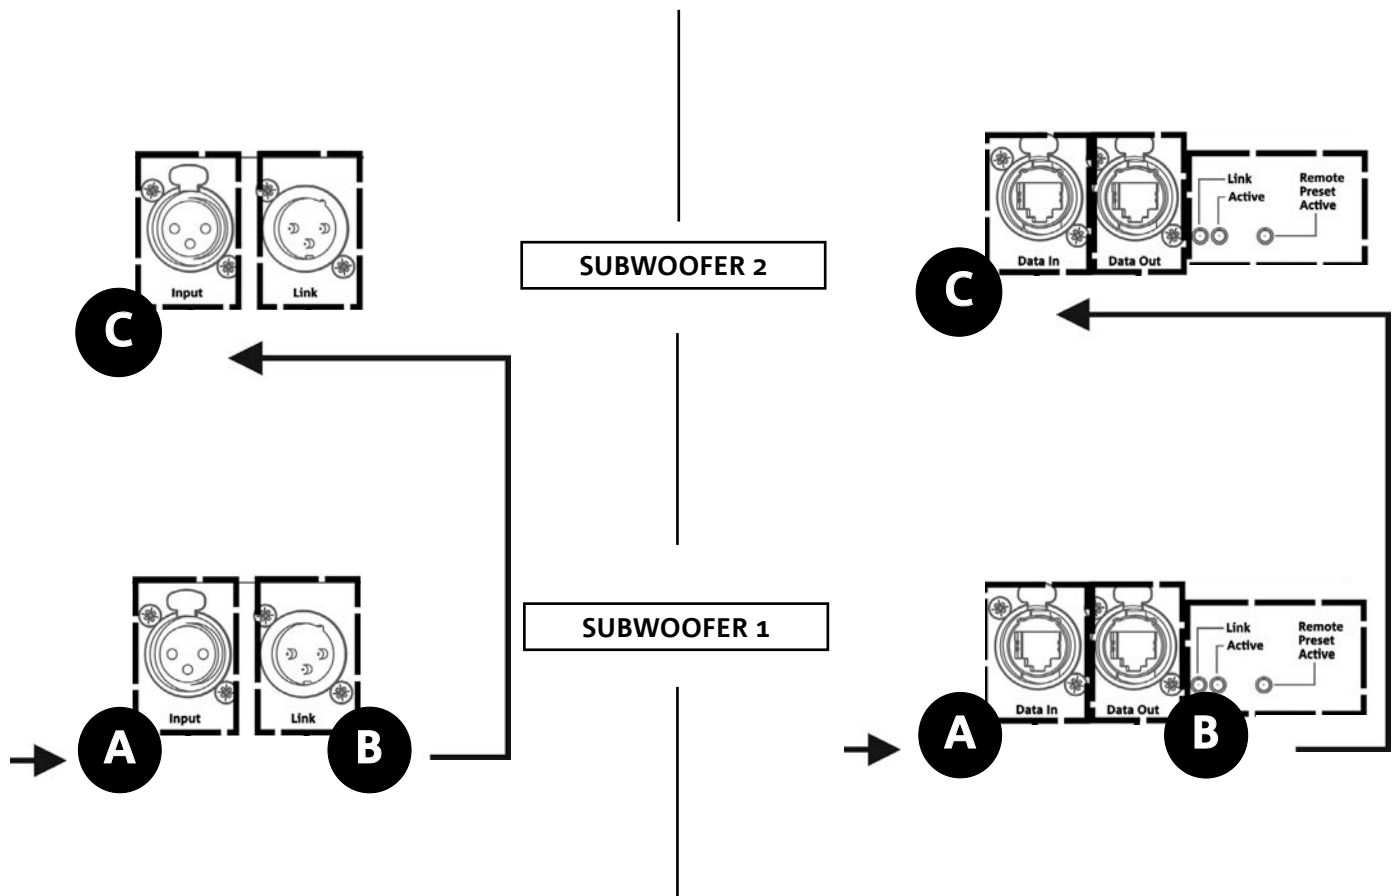 Input
Link
C
SUBWOOFER 2
Data In
Data Out
Link
Active
Remote
Preset
Active
C
Input
Link
A
B
SUBWOOFER 1
Data In
Data Out
Link
Active
Remote
Preset
Active
A
B